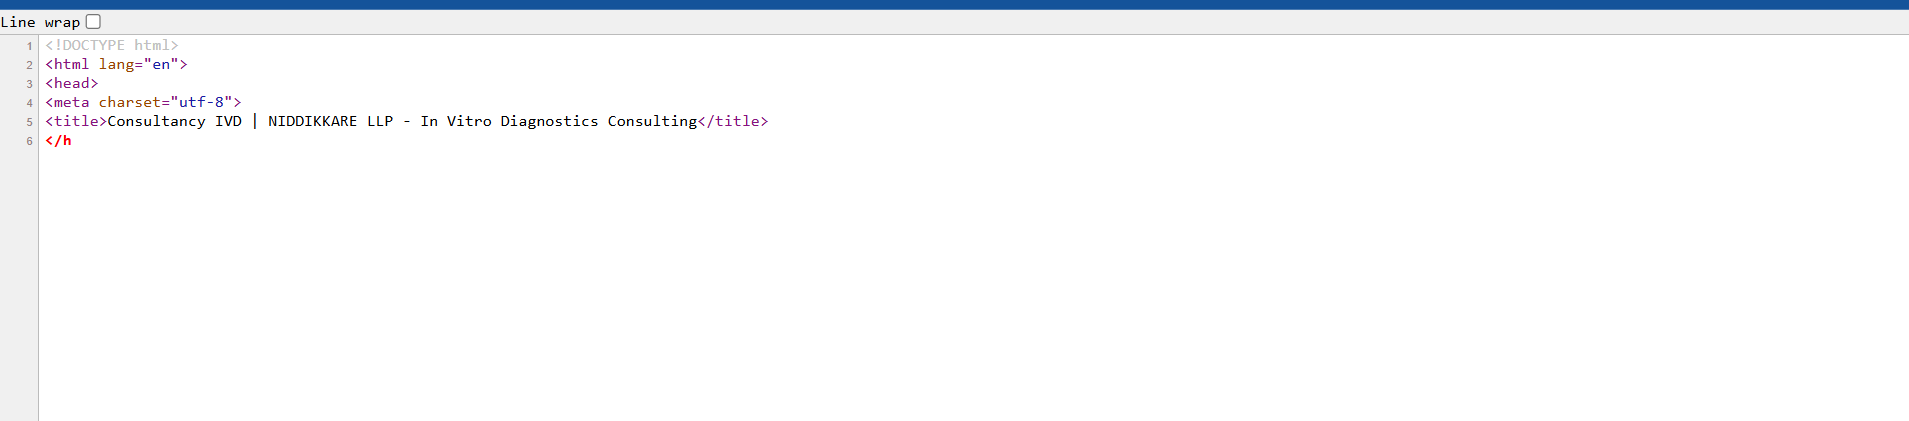 Line wrap
1 <!DOCTYPE html>
2 <html lang="en">
3 <head>
4 <meta charset="utf-8">
5 <title>Consultancy IVD | NIDDIKKARE LLP - In Vitro Diagnostics Consulting</title>
6 </h